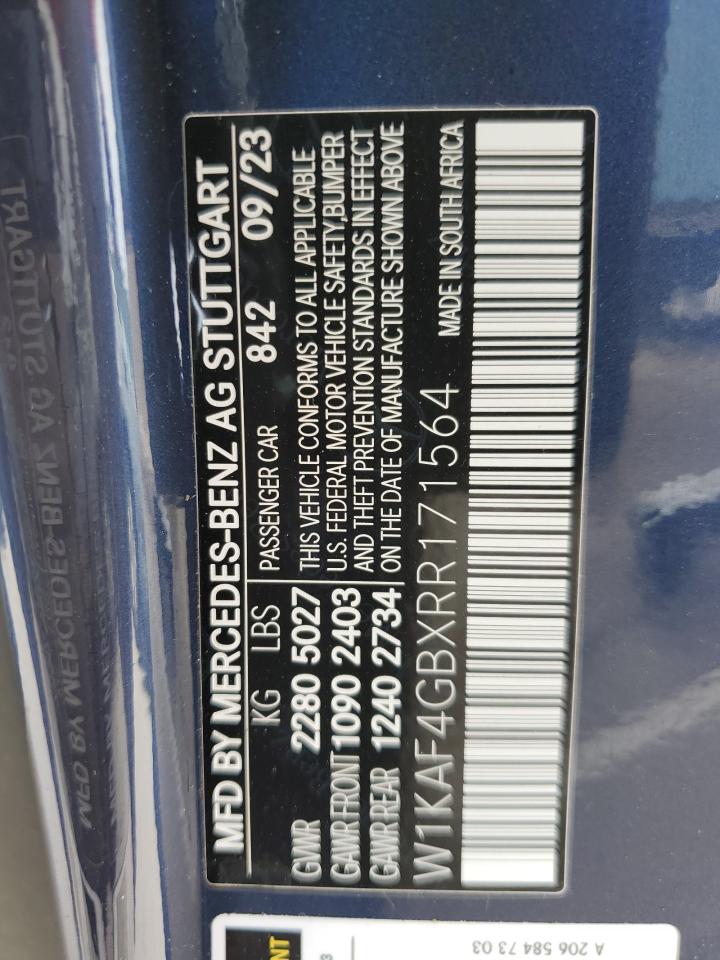 MFD BY MERCEDES-BENZ AG STUTTGART
KG LBS PASSENGER CAR 842 09/23
GWR 2280 5027 THIS VEHICLE CONFORMS TO ALL APPLICABLE
GAWR FRONT 1090 2403 U.S. FEDERAL MOTOR VEHICLE SAFETY, BUMPER
GAWR REAR 1240 2734 AND THEFT PREVENTION STANDARDS IN EFFECT
ON THE DATE OF MANUFACTURE SHOWN ABOVE
W1KAF4GBXRR171564 MADE IN SOUTH AFRICA
A 206 584 73 03